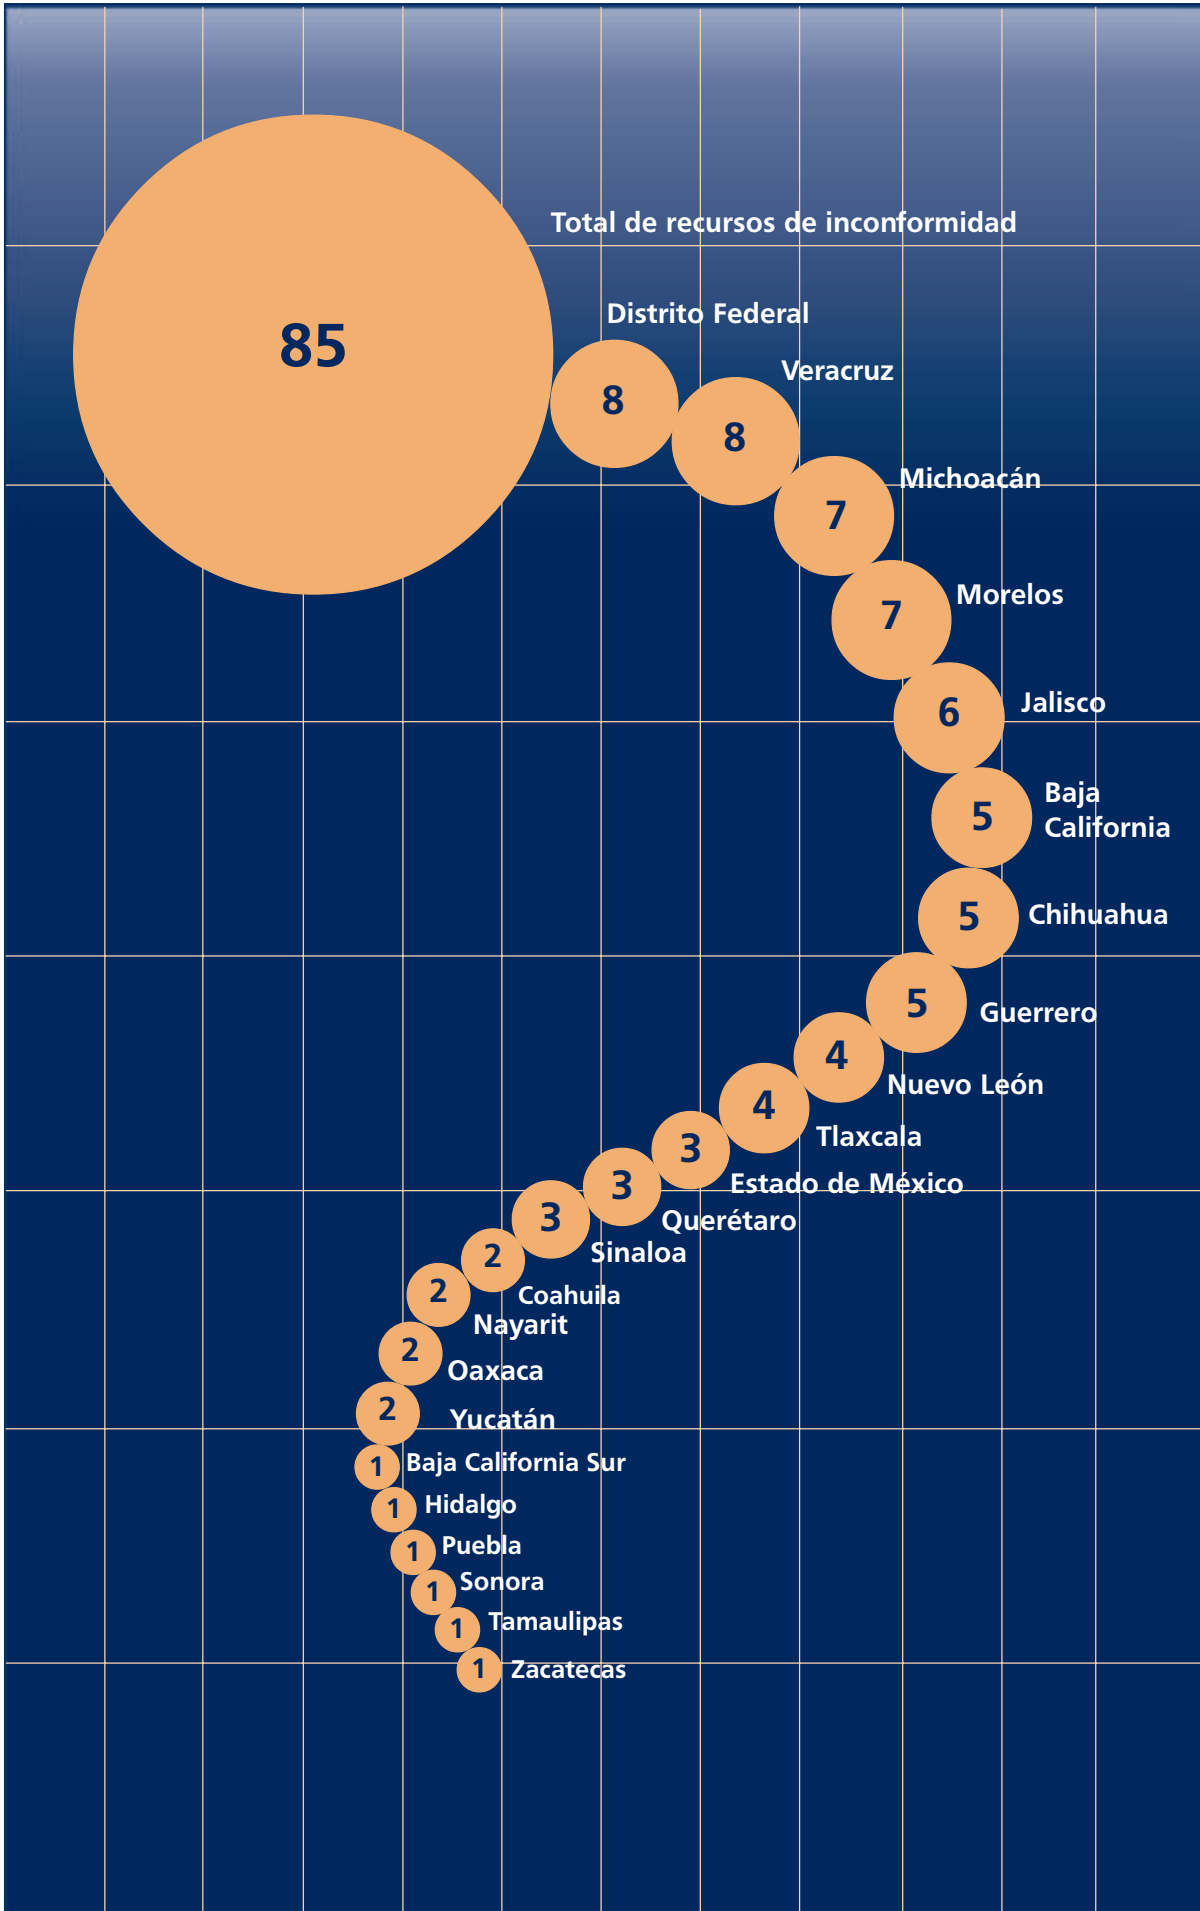 Total de recursos de inconformidad
85
Distrito Federal
8
Veracruz
8
Michoacán
7
Morelos
7
Jalisco
6
Baja
California
5
Chihuahua
5
Guerrero
5
Nuevo León
4
Tlaxcala
4
Estado de México
3
Querétaro
3
Sinaloa
3
Coahuila
2
Nayarit
2
Oaxaca
2
Yucatán
2
Baja California Sur
1
Hidalgo
1
Puebla
1
Sonora
1
Tamaulipas
1
Zacatecas
1